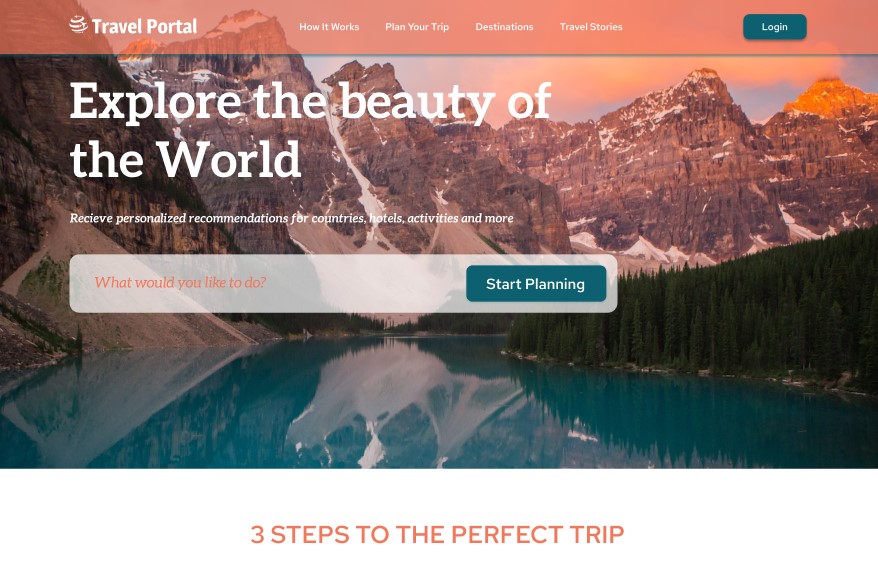 Travel Portal
How It Works
Plan Your Trip
Destinations
Travel Stories
Login
Explore the beauty of
the World
Recieve personalized recommendations for countries, hotels, activities and more
What would you like to do?
Start Planning
3 STEPS TO THE PERFECT TRIP